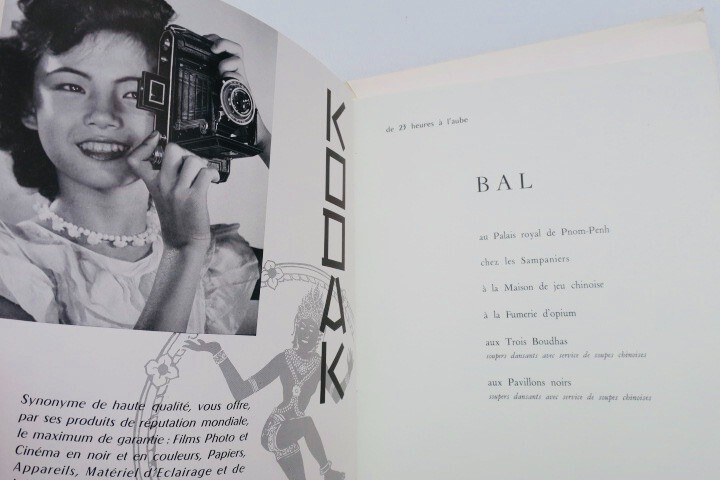 KODAK
Synonyme de haute qualité, vous offre,
par ses produits de réputation mondiale,
le maximum de garantie : Films Photo et
Cinéma en noir et en couleurs, Papiers,
Appareils, Matériel d'Eclairage et de
de 23 heures à l'aube
BAL
au Palais royal de Pnom-Penh
chez les Sampaniers
à la Maison de jeu chinoise
à la Fumerie d'opium
aux Trois Boudhas
soupers dansants avec service de soupes chinoises
aux Pavillons noirs
soupers dansants avec service de soupes chinoises